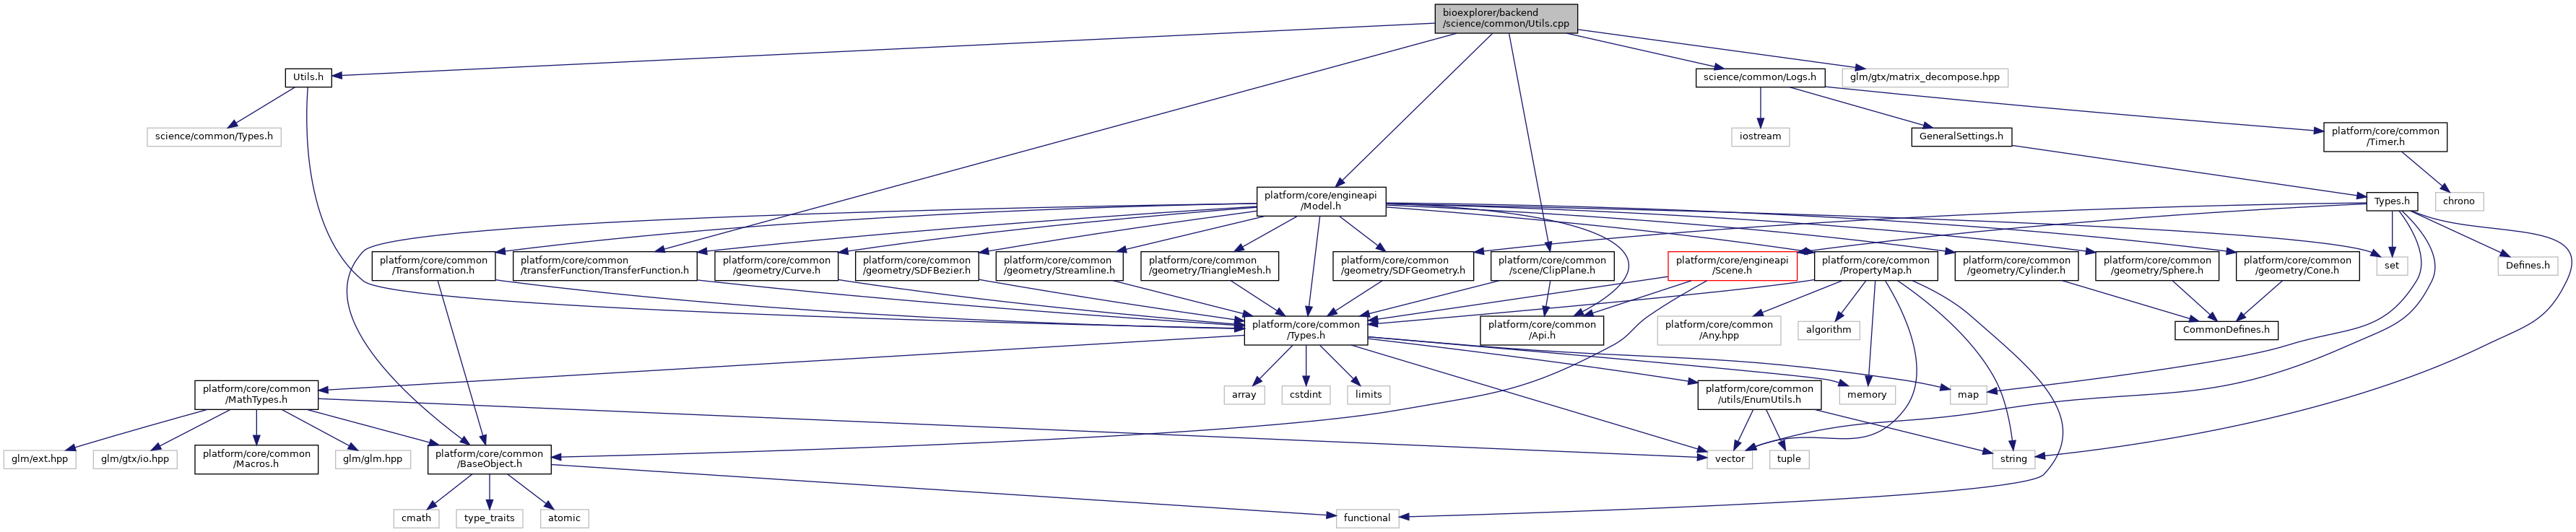 bioexplorer/backend
/science/common/Utils.cpp
Utils.h
science/common/Logs.h
glm/gtx/matrix_decompose.hpp
science/common/Types.h
iostream
GeneralSettings.h
platform/core/common
/Timer.h
platform/core/engineapi
/Model.h
Types.h
chrono
platform/core/common
/Transformation.h
platform/core/common
/transferFunction/TransferFunction.h
platform/core/common
/geometry/Curve.h
platform/core/common
/geometry/SDFBezier.h
platform/core/common
/geometry/Streamline.h
platform/core/common
/geometry/TriangleMesh.h
platform/core/common
/geometry/SDFGeometry.h
platform/core/common
/scene/ClipPlane.h
platform/core/engineapi
/Scene.h
platform/core/common
/PropertyMap.h
platform/core/common
/geometry/Cylinder.h
platform/core/common
/geometry/Sphere.h
platform/core/common
/geometry/Cone.h
set
Defines.h
platform/core/common
/Types.h
platform/core/common
/Api.h
platform/core/common
/Any.hpp
algorithm
CommonDefines.h
platform/core/common
/MathTypes.h
array
cstdint
limits
platform/core/common
/utils/EnumUtils.h
memory
map
glm/ext.hpp
glm/gtx/io.hpp
platform/core/common
/Macros.h
glm/glm.hpp
platform/core/common
/BaseObject.h
vector
tuple
string
cmath
type_traits
atomic
functional